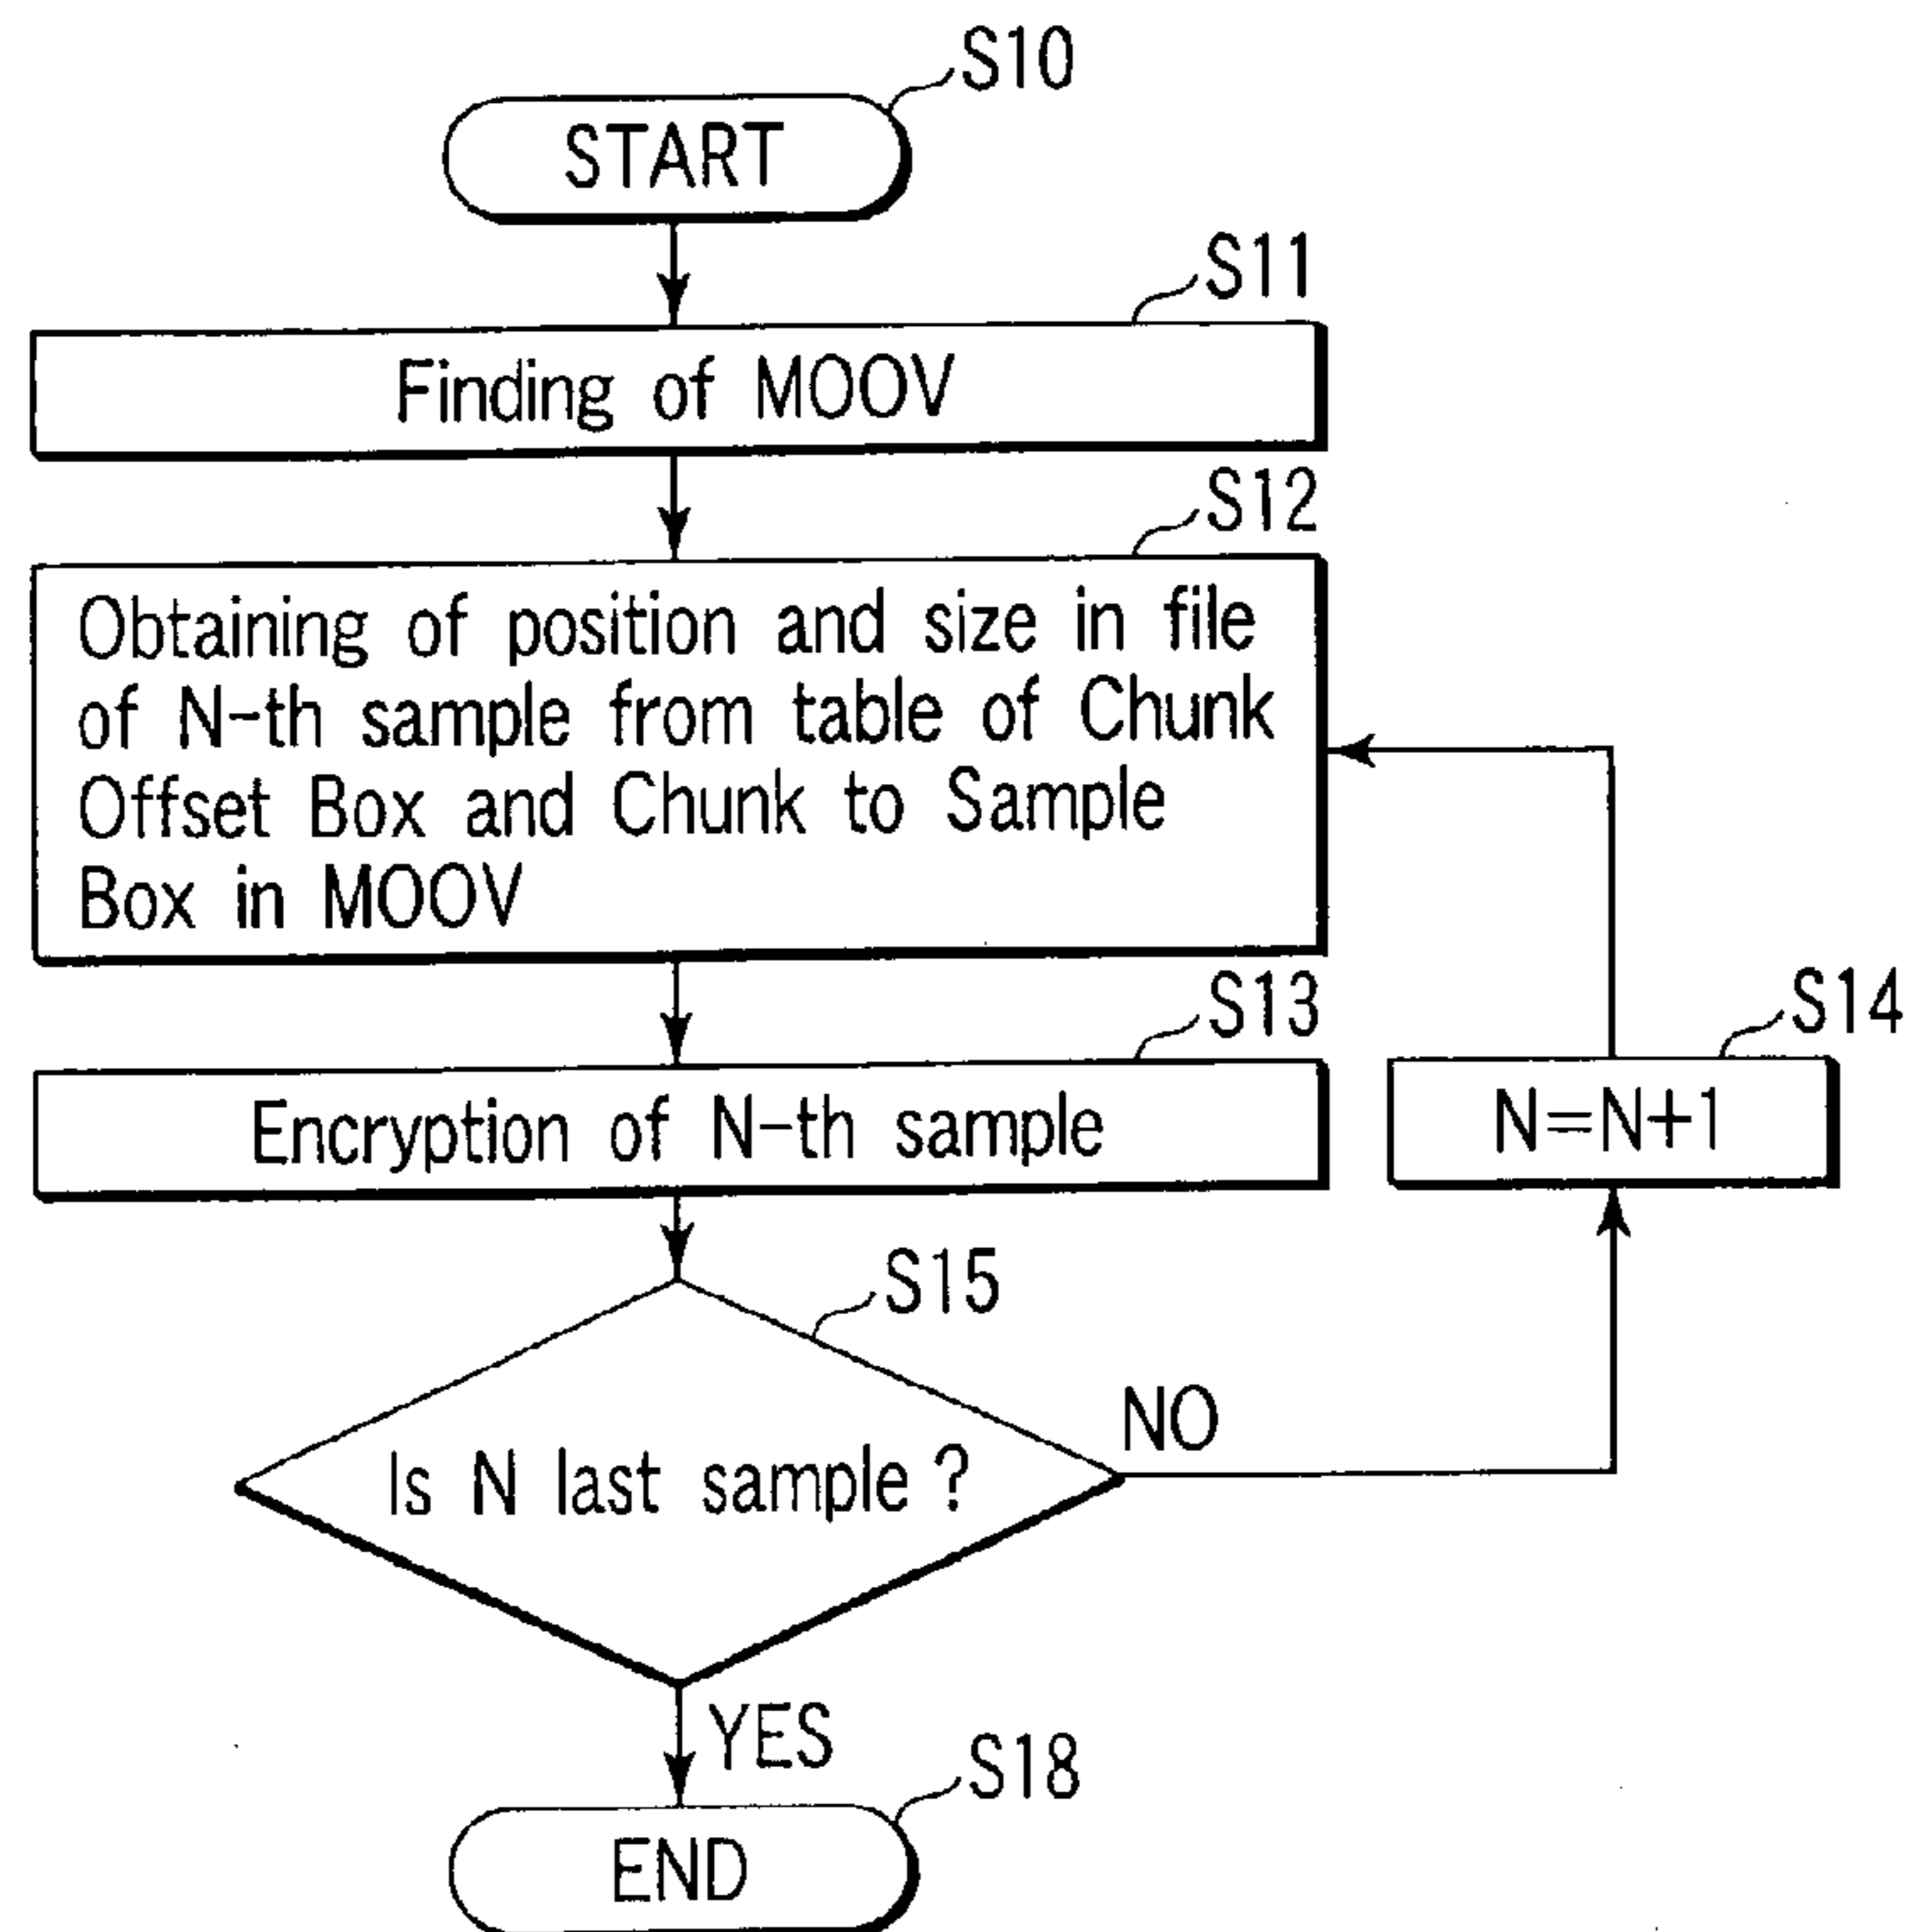 S10
START
S11
Finding of MOOV
S12
Obtaining of position and size in file
of N-th sample from table of Chunk
Offset Box and Chunk to Sample
Box in MOOV
S13
Encryption of N-th sample
S14
N=N+1
S15
Is N last sample ?
NO
YES
S18
END